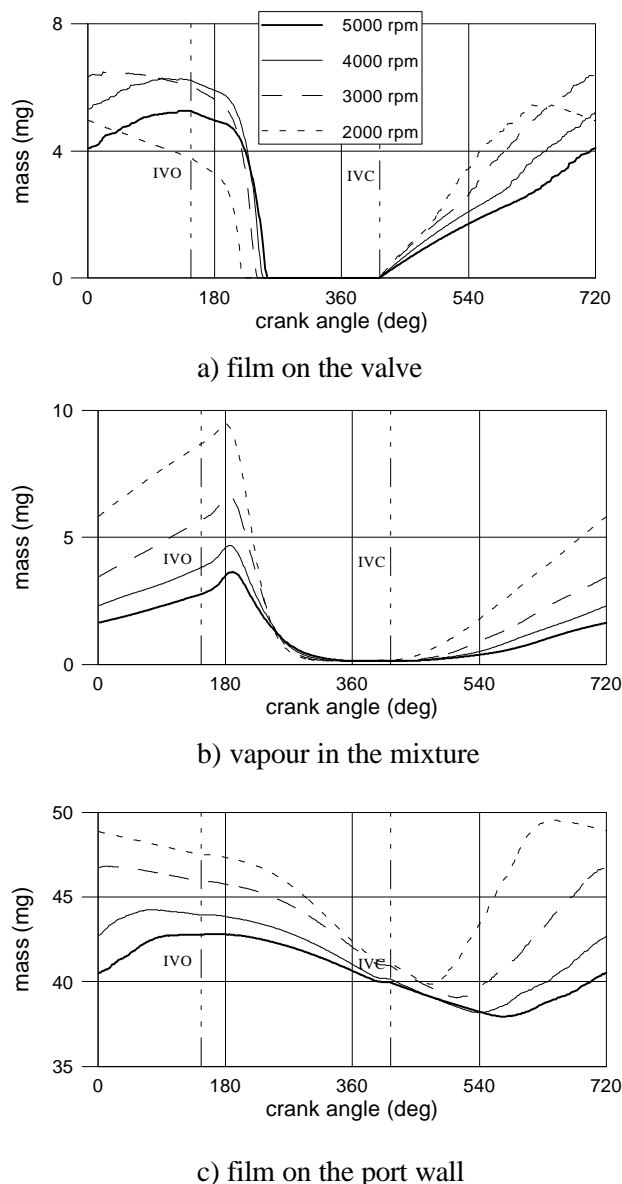 8
4
0
mass (mg)
5000 rpm
4000 rpm
3000 rpm
2000 rpm
IVO
IVC
0 180 360 540 720
crank angle (deg)
a) film on the valve
10
5
0
mass (mg)
IVO
IVC
0 180 360 540 720
crank angle (deg)
b) vapour in the mixture
50
45
40
35
mass (mg)
IVO
IVC
0 180 360 540 720
crank angle (deg)
c) film on the port wall